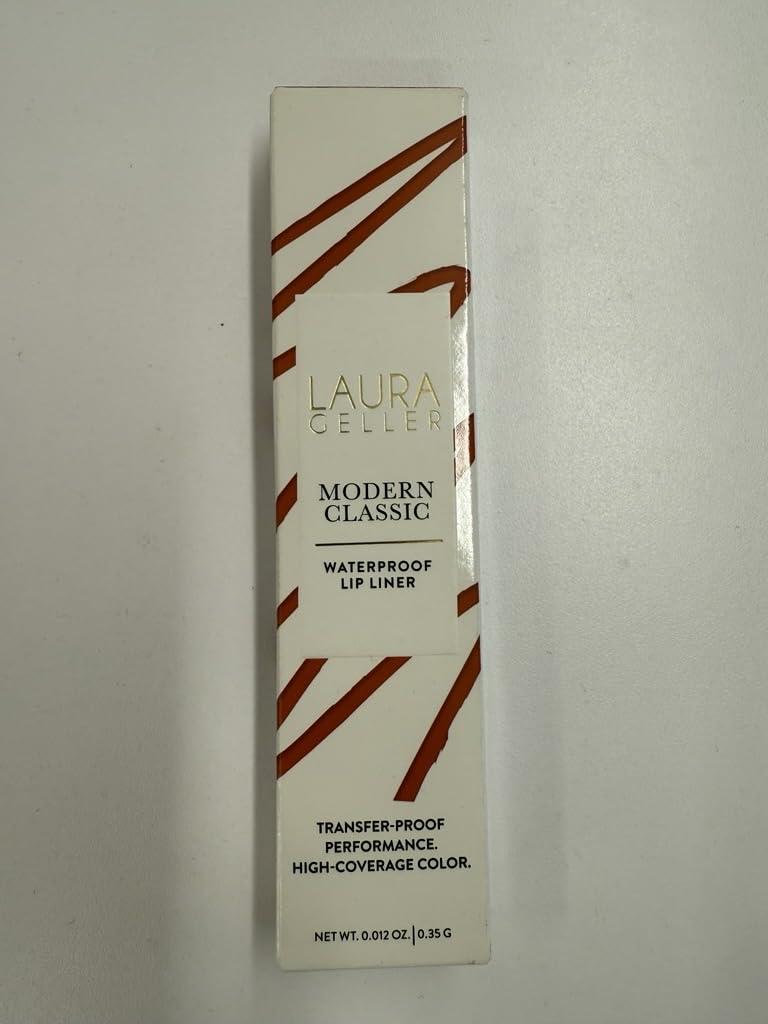 LAURA
GELLER
MODERN
CLASSIC
WATERPROOF
LIP LINER
TRANSFER-PROOF
PERFORMANCE.
HIGH-COVERAGE COLOR.
NET WT. 0.012 OZ. | 0.35 G